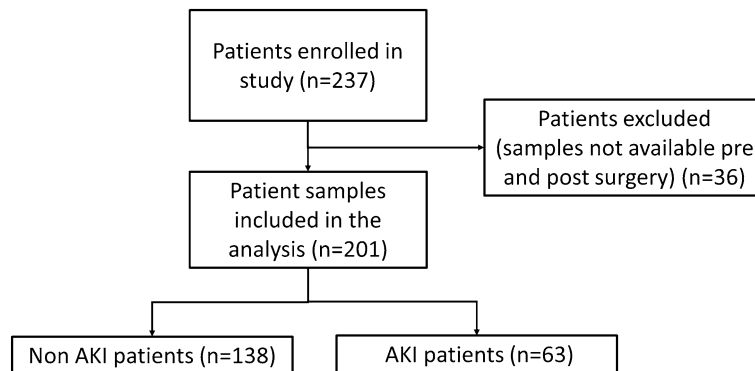 Patients enrolled in
study (n=237)
Patients excluded
(samples not available pre
and post surgery) (n=36)
Patient samples
included in the
analysis (n=201)
Non AKI patients (n=138)
AKI patients (n=63)